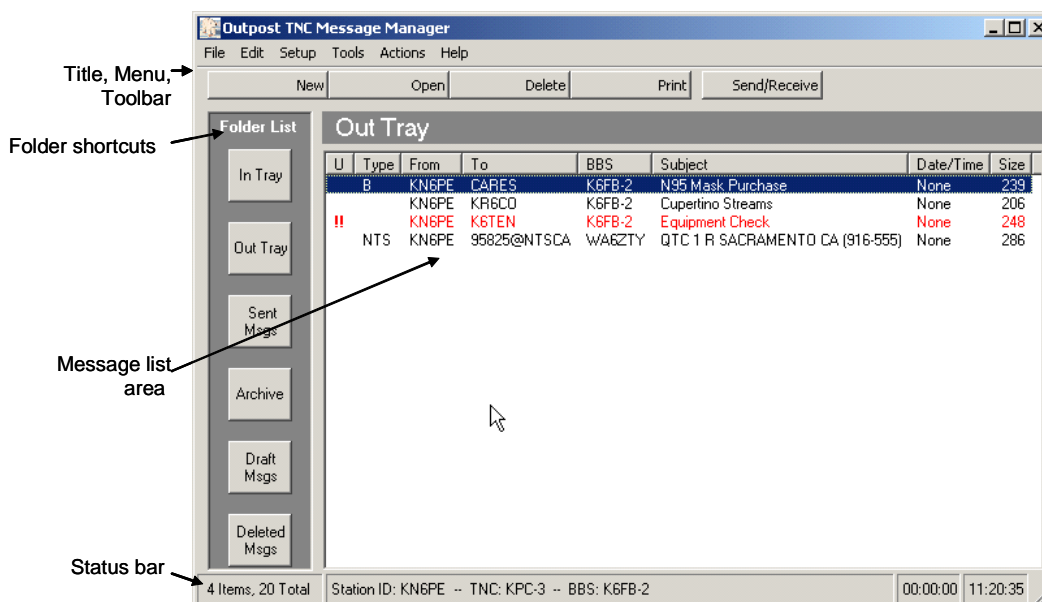 Outpost TNC Message Manager
File Edit Setup Tools Actions Help
Title, Menu,
Toolbar
New Open Delete Print Send/Receive
Folder shortcuts
Folder List
Out Tray
In Tray
Out Tray
Sent
Msgs
Archive
Draft
Msgs
Deleted
Msgs
U Type From To BBS Subject Date/Time Size
B KN6PE CARES K6FB-2 N95 Mask Purchase None 239
KN6PE KR6CO K6FB-2 Cupertino Streams None 206
!! KN6PE K6TEN K6FB-2 Equipment Check None 248
NTS KN6PE 95825@NTSCA WA6ZTY QTC 1 R SACRAMENTO CA (916-555) None 286
Message list
area
Status bar
4 Items, 20 Total Station ID: KN6PE -- TNC: KPC-3 -- BBS: K6FB-2 00:00:00 11:20:35